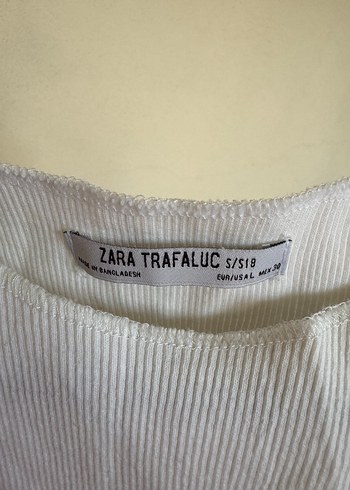 ZARA TRAFALUC S/S18
MADE IN BANGLADESH EUR/USA L MEX 30